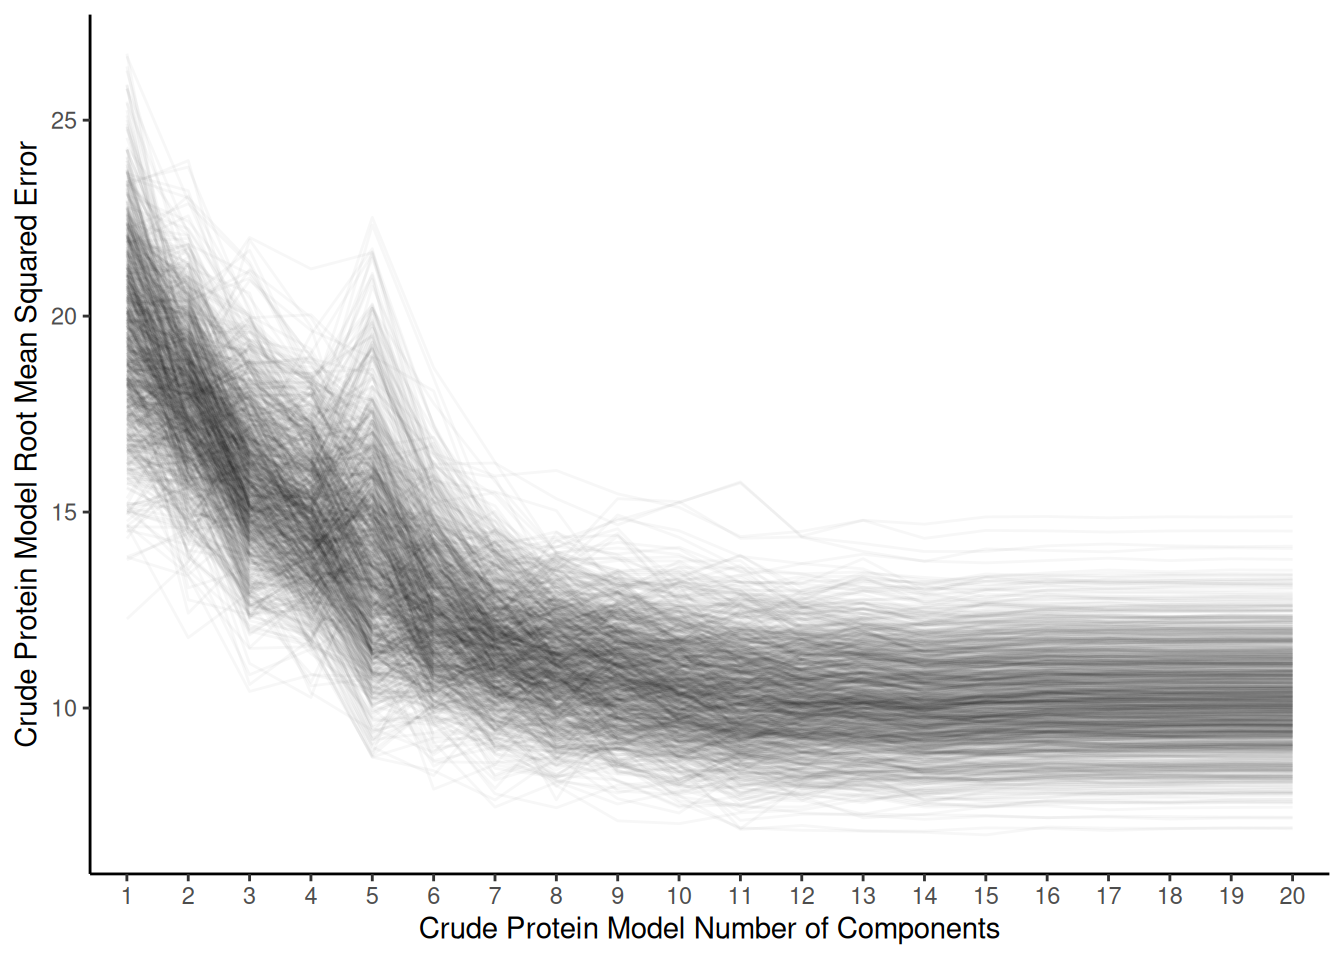 Crude Protein Model Root Mean Squared Error
25
20
15
10
1 2 3 4 5 6 7 8 9 10 11 12 13 14 15 16 17 18 19 20
Crude Protein Model Number of Components